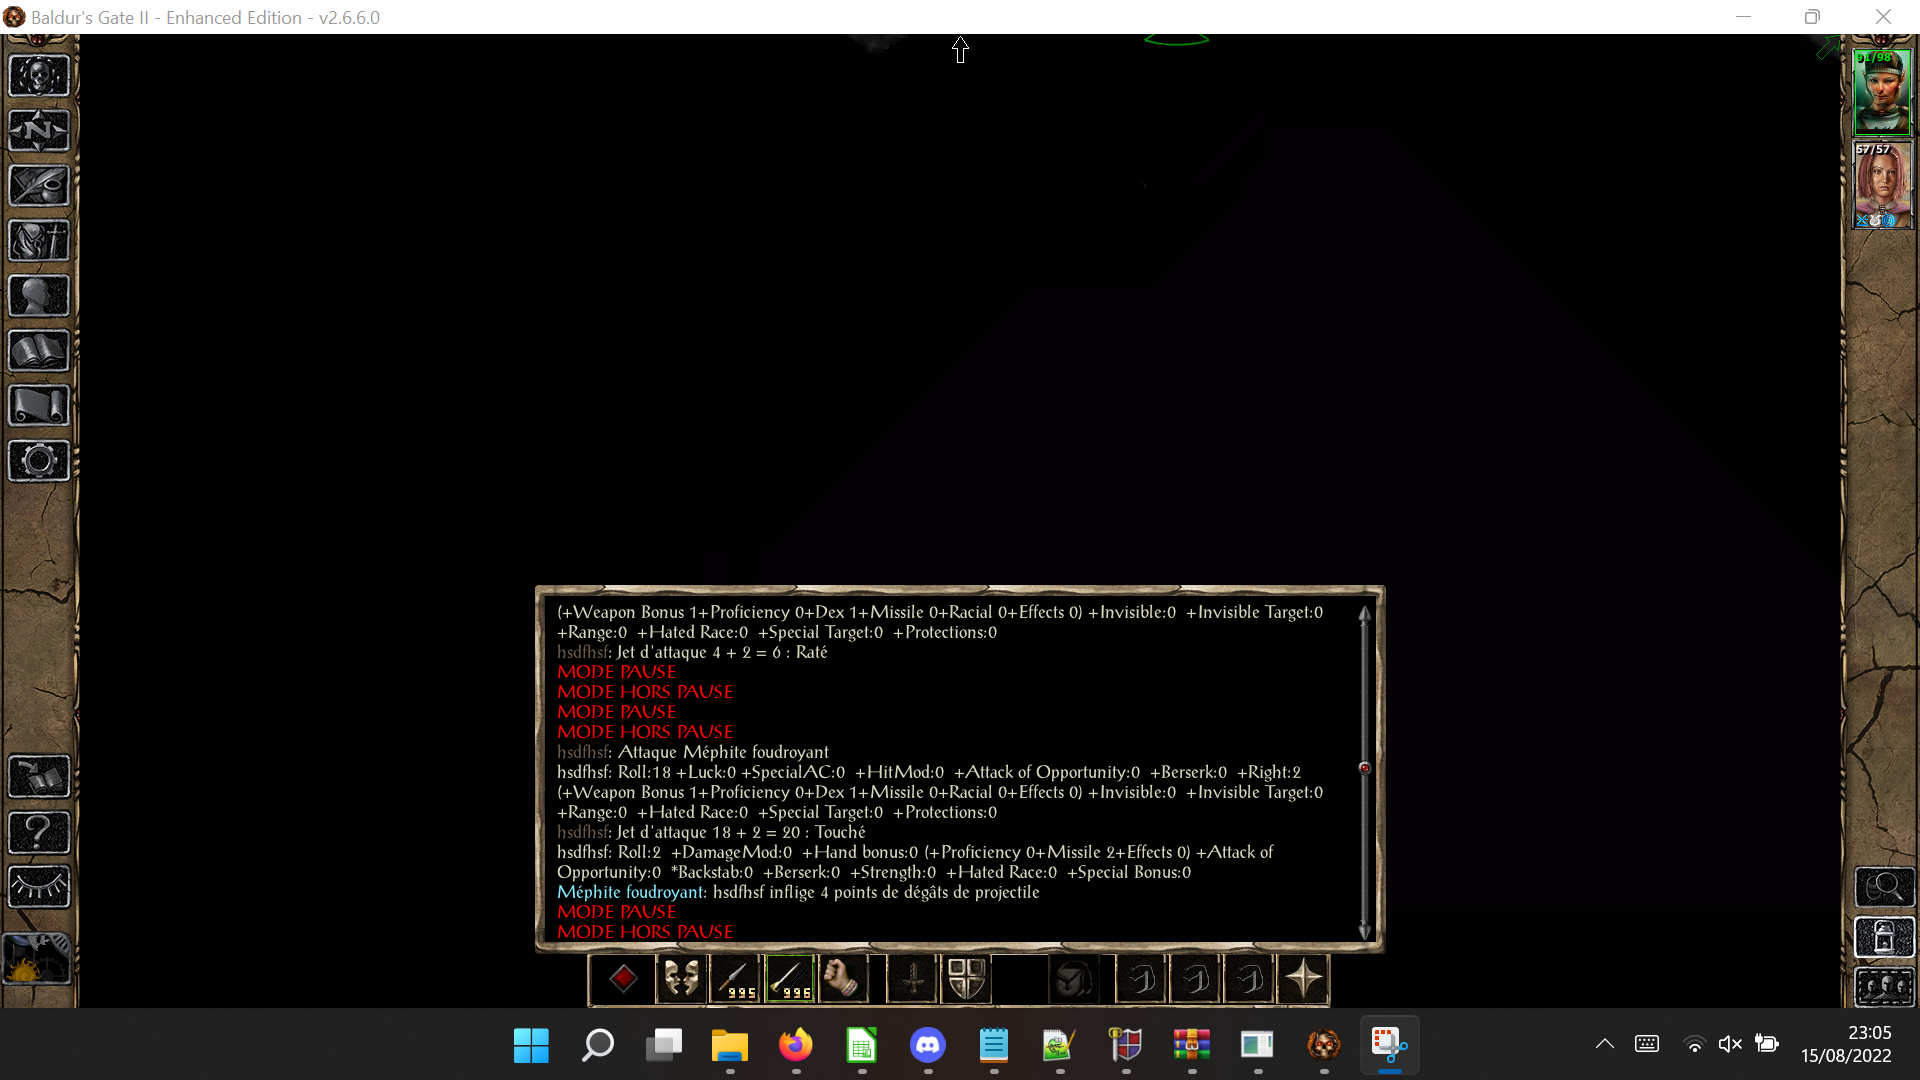 Baldur's Gate II - Enhanced Edition - v2.6.6.0
91/98
57/57
N
(+Weapon Bonus 1+Proficiency 0+Dex 1+Missile 0+Racial 0+Effects 0) +Invisible:0 +Invisible Target:0
+Range:0 +Hated Race:0 +Special Target:0 +Protections:0
hsdfhsf: Jet d'attaque 4 + 2 = 6 : Raté
MODE PAUSE
MODE HORS PAUSE
MODE PAUSE
MODE HORS PAUSE
hsdfhsf: Attaque Méphite foudroyant
hsdfhsf: Roll:18 +Luck:0 +SpecialAC:0 +HitMod:0 +Attack of Opportunity:0 +Berserk:0 +Right:2
(+Weapon Bonus 1+Proficiency 0+Dex 1+Missile 0+Racial 0+Effects 0) +Invisible:0 +Invisible Target:0
+Range:0 +Hated Race:0 +Special Target:0 +Protections:0
hsdfhsf: Jet d'attaque 18 + 2 = 20 : Touché
hsdfhsf: Roll:2 +DamageMod:0 +Hand bonus:0 (+Proficiency 0+Missile 2+Effects 0) +Attack of
Opportunity:0 *Backstab:0 +Berserk:0 +Strength:0 +Hated Race:0 +Special Bonus:0
Méphite foudroyant: hsdfhsf inflige 4 points de dégâts de projectile
MODE PAUSE
MODE HORS PAUSE
?
995
996
23:05
15/08/2022